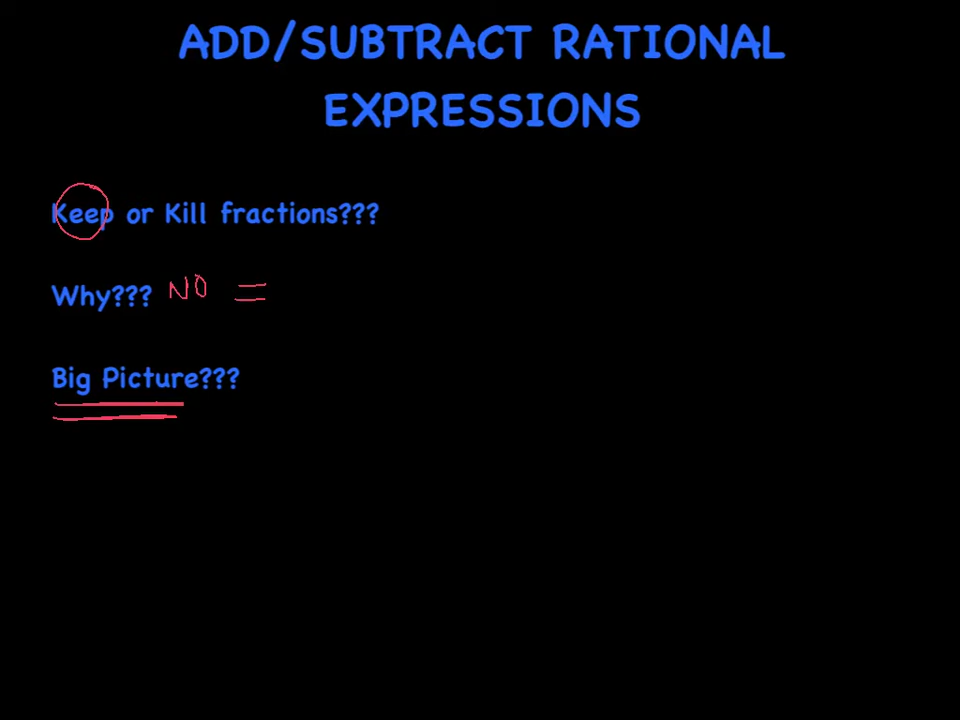 ADD/SUBTRACT RATIONAL
EXPRESSIONS
Keep or Kill fractions???
Why??? NO =
Big Picture???